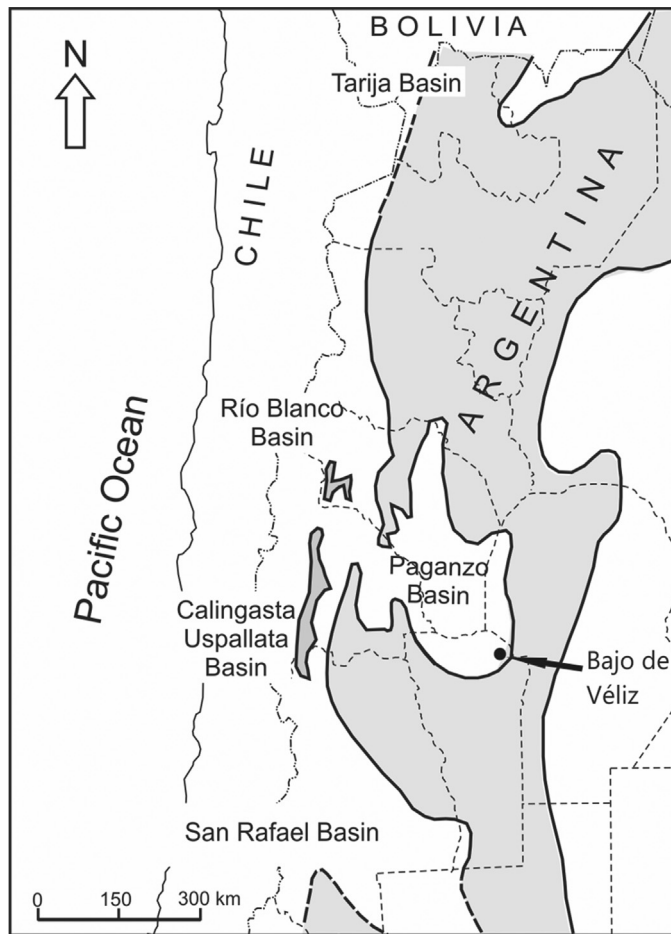 BOLIVIA
N
Tarija Basin
CHILE
ARGENTINA
Río Blanco
Basin
Pacific Ocean
Paganzo
Basin
Calingasta
Uspallata
Basin
Bajo de
Véliz
San Rafael Basin
0 150 300 km